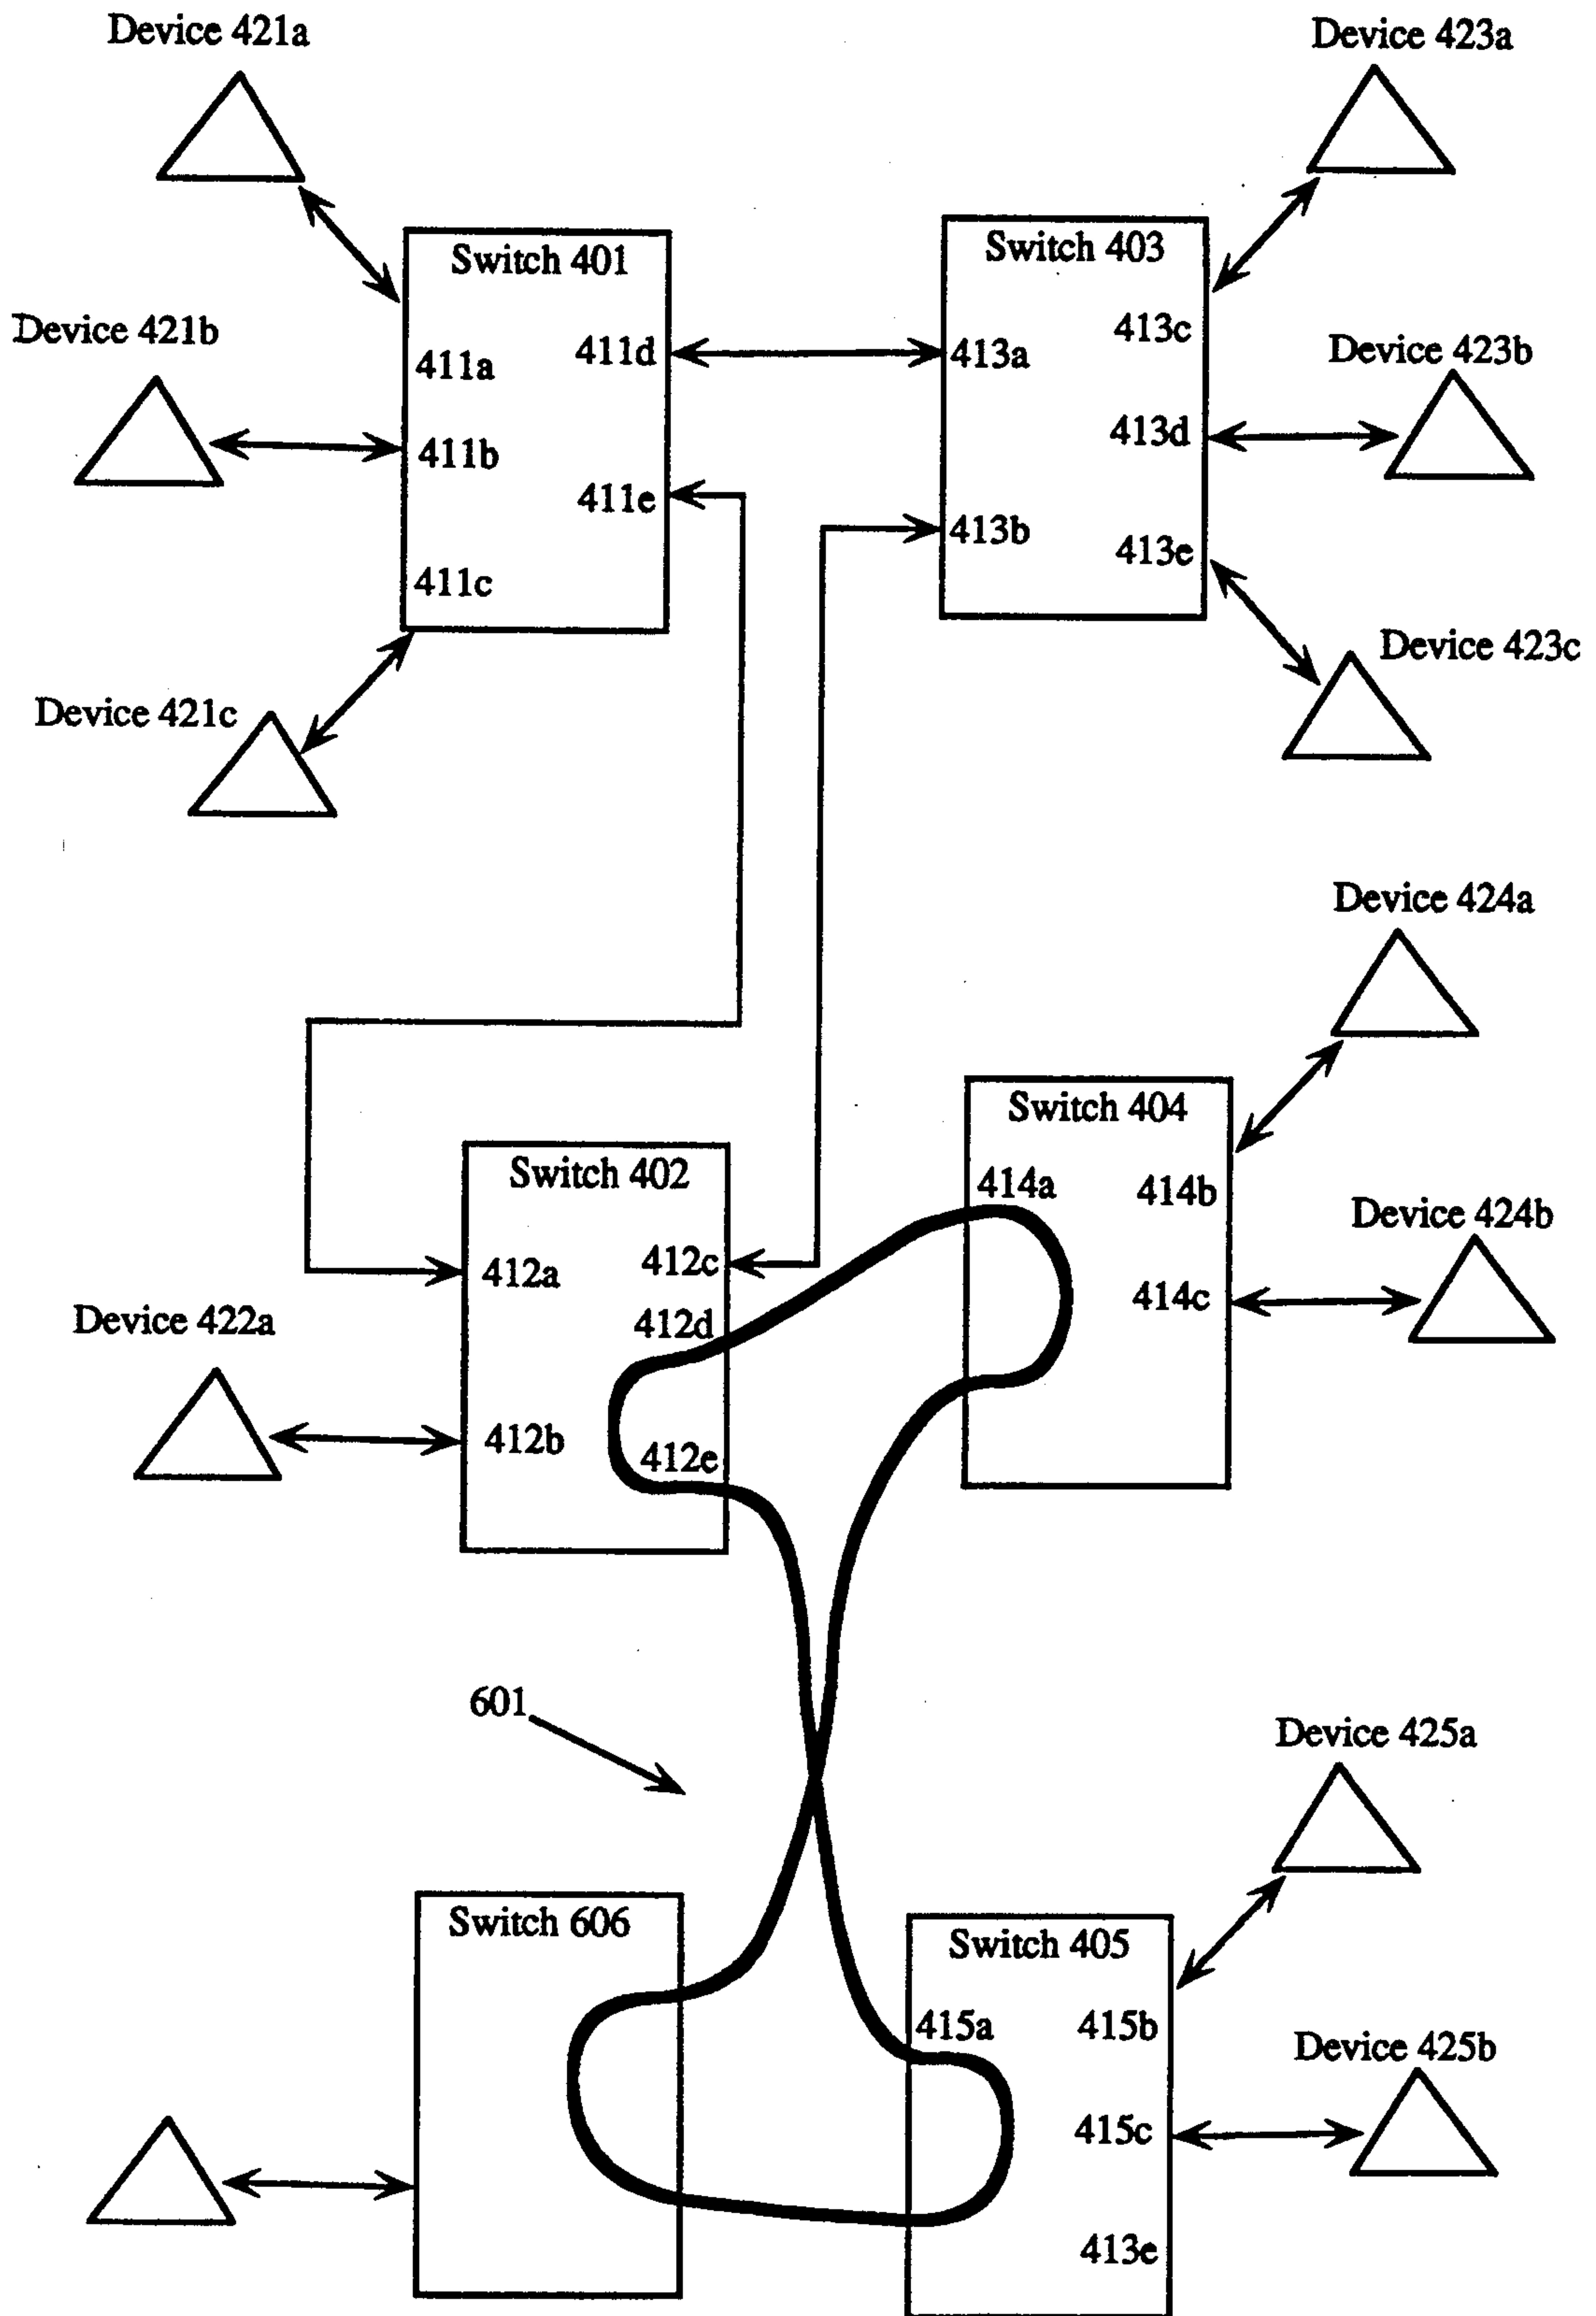 Device 421a
Device 423a
Switch 401
Switch 403
Device 421b
411a
411d
413a
413c
Device 423b
411b
413d
411e
413b
413e
411c
Device 423c
Device 421c
Device 424a
Switch 404
Switch 402
414a
414b
Device 424b
412a
412c
414c
Device 422a
412d
412b
412e
601
Device 425a
Switch 606
Switch 405
415a
415b
Device 425b
415c
413e